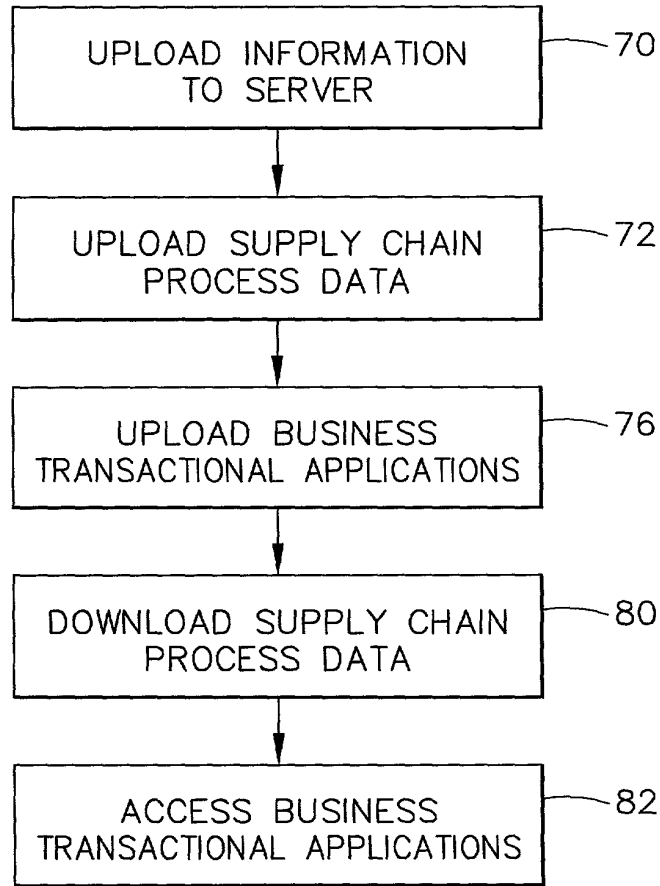 UPLOAD INFORMATION
TO SERVER
70
UPLOAD SUPPLY CHAIN
PROCESS DATA
72
UPLOAD BUSINESS
TRANSACTIONAL APPLICATIONS
76
DOWNLOAD SUPPLY CHAIN
PROCESS DATA
80
ACCESS BUSINESS
TRANSACTIONAL APPLICATIONS
82